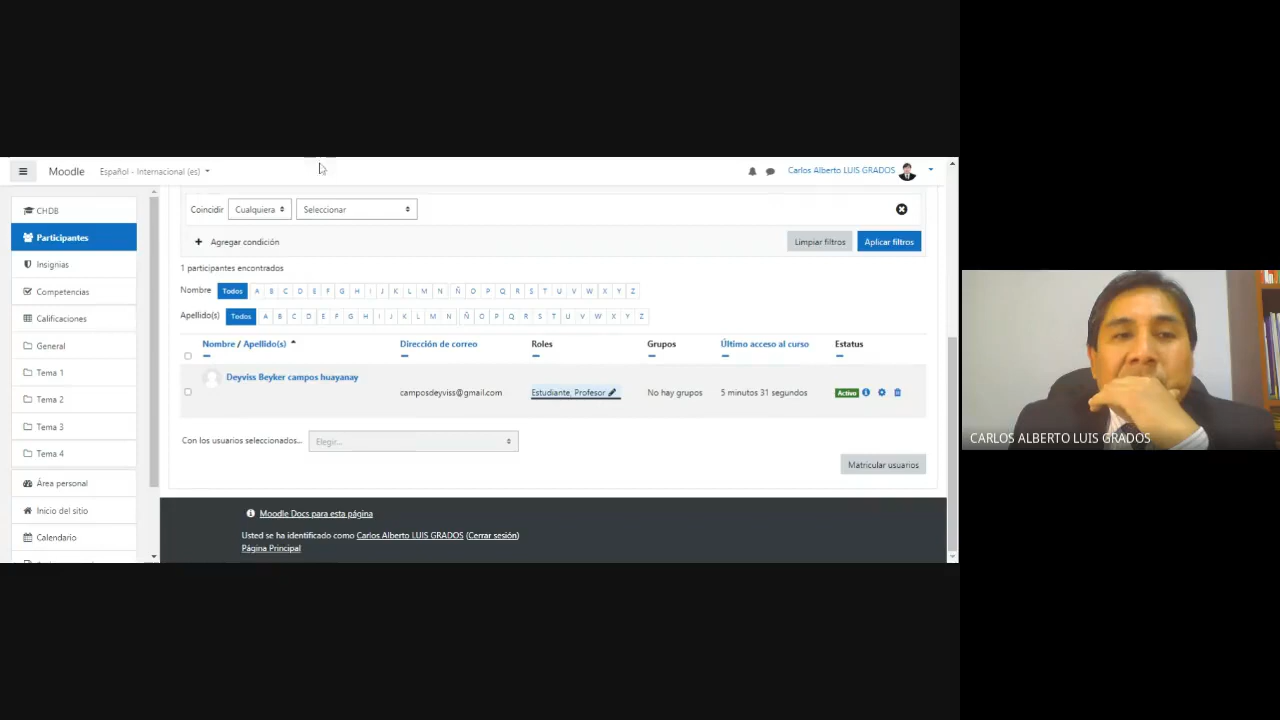 Moodle Español - Internacional (es) Carlos Alberto LUIS GRADOS
CHDB
Participantes
Insignias
Competencias
Calificaciones
General
Tema 1
Tema 2
Tema 3
Tema 4
Área personal
Inicio del sitio
Calendario
Coincidir Cualquiera Seleccionar
Agregar condición Limpiar filtros Aplicar filtros
1 participantes encontrados
Nombre Todos A B C D E F G H I J K L M N Ñ O P Q R S T U V W X Y Z
Apellido(s) Todos A B C D E F G H I J K L M N Ñ O P Q R S T U V W X Y Z
Nombre / Apellido(s) Dirección de correo Roles Grupos Último acceso al curso Estatus
Deyviss Beyker campos huayanay camposdeyviss@gmail.com Estudiante, Profesor No hay grupos 5 minutos 31 segundos Activo
Con los usuarios seleccionados... Elegir...
Matricular usuarios
Moodle Docs para esta página
Usted se ha identificado como Carlos Alberto LUIS GRADOS (Cerrar sesión)
Página Principal
CARLOS ALBERTO LUIS GRADOS